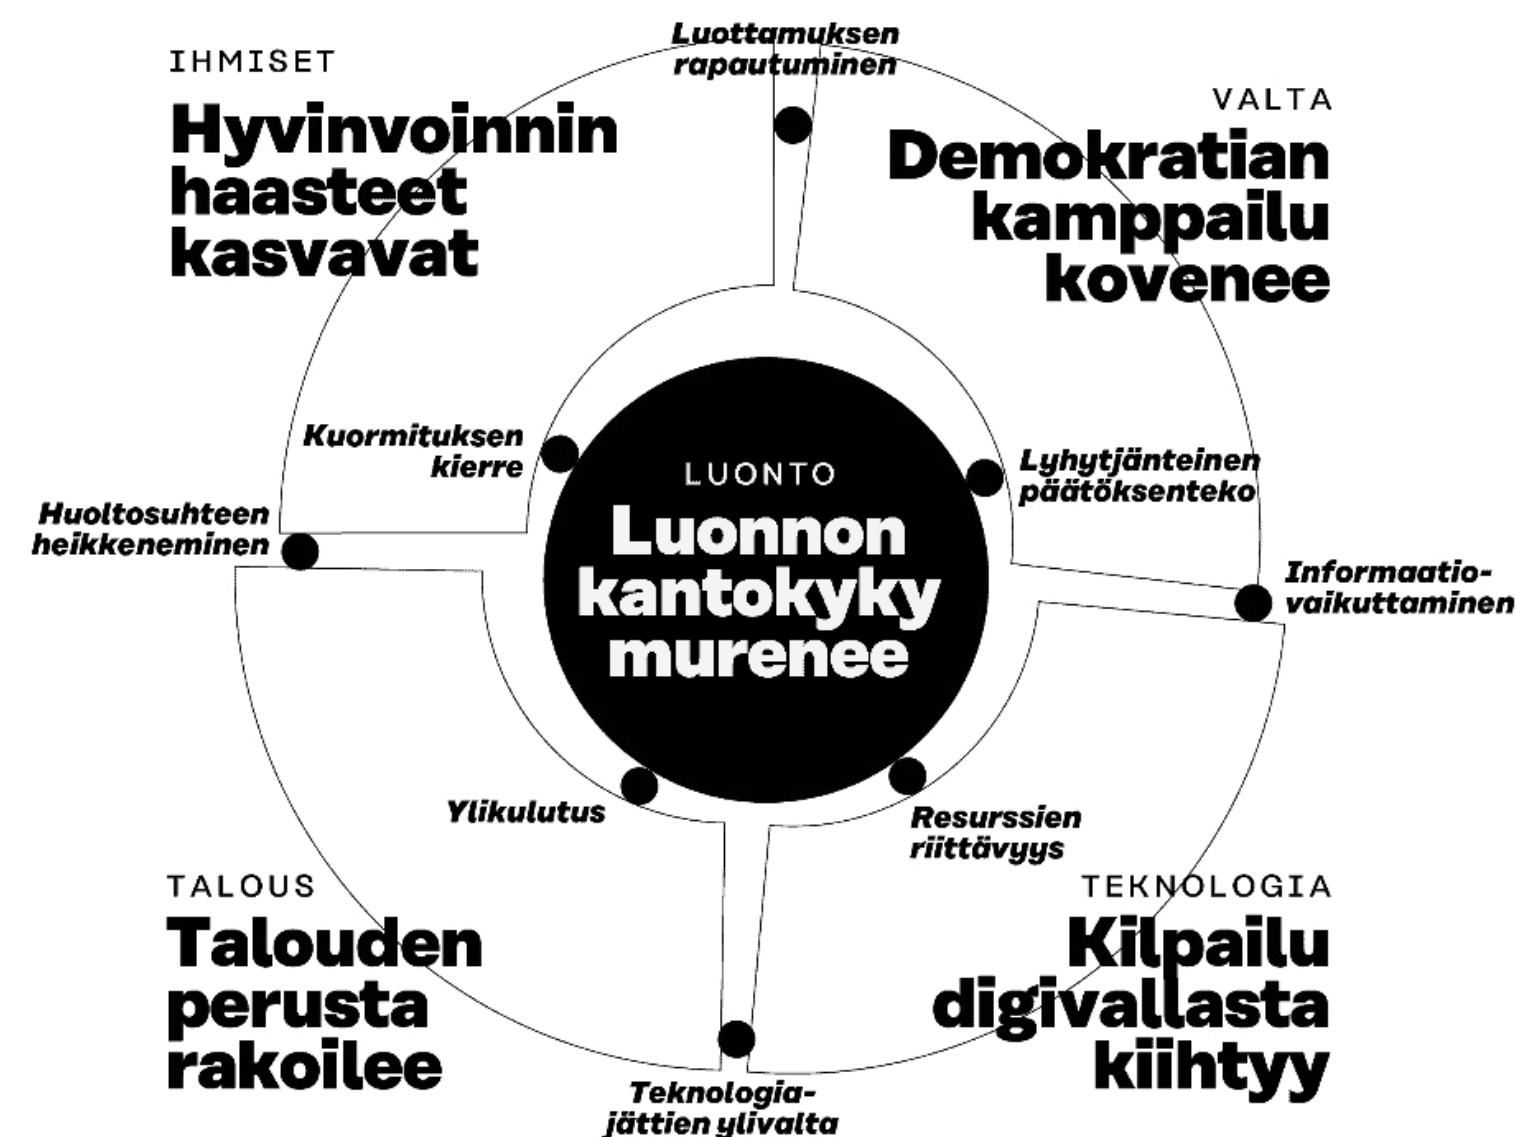 Luottamuksen
rapautuminen
IHMISET
Hyvinvoinnin
haasteet
kasvavat
VALTA
Demokratian
kamppailu
kovenee
Kuormituksen
kierre
Lyhytjänteinen
päätöksenteko
Huoltosuhteen
heikkeneminen
LUONTO
Luonnon
kantokyky
murenee
Informaatio-
vaikuttaminen
Ylikulutus
Resurssien
riittävyys
TALOUS
Talouden
perusta
rakoilee
TEKNOLOGIA
Kilpailu
digivallasta
kiihtyy
Teknologia-
jättien ylivalta